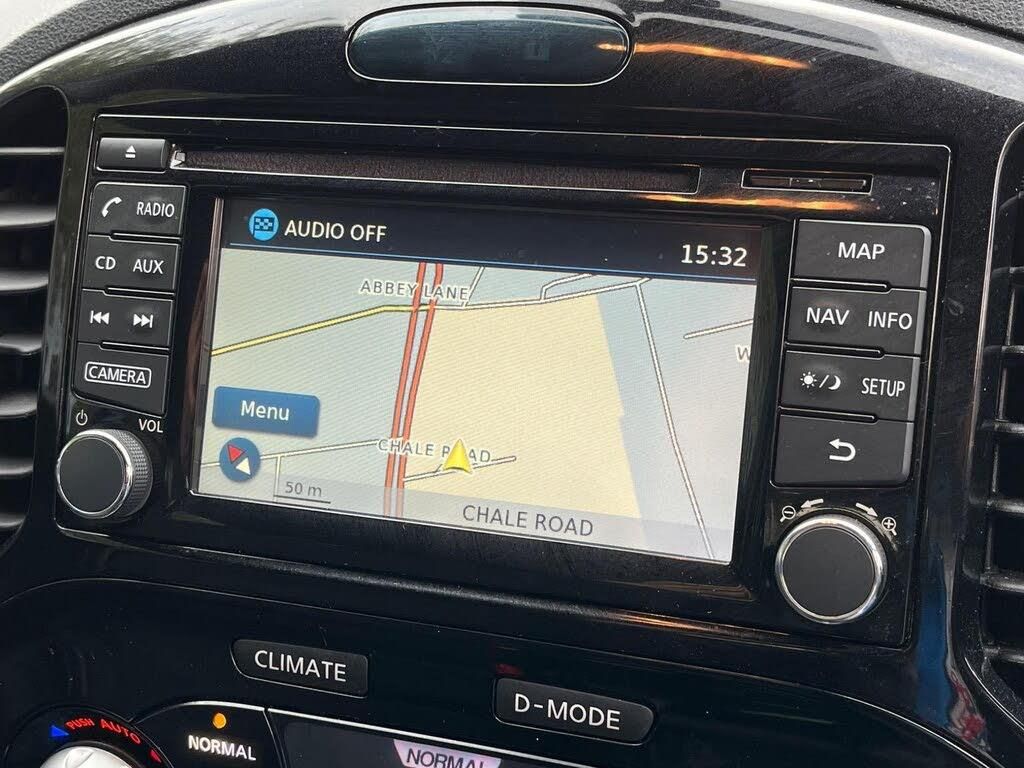 RADIO
CD AUX
CAMERA
VOL
AUDIO OFF
15:32
ABBEY LANE
Menu
CHALE ROAD
50 m
CHALE ROAD
MAP
NAV INFO
SETUP
CLIMATE
D-MODE
PUSH AUTO
NORMAL
NORMAL